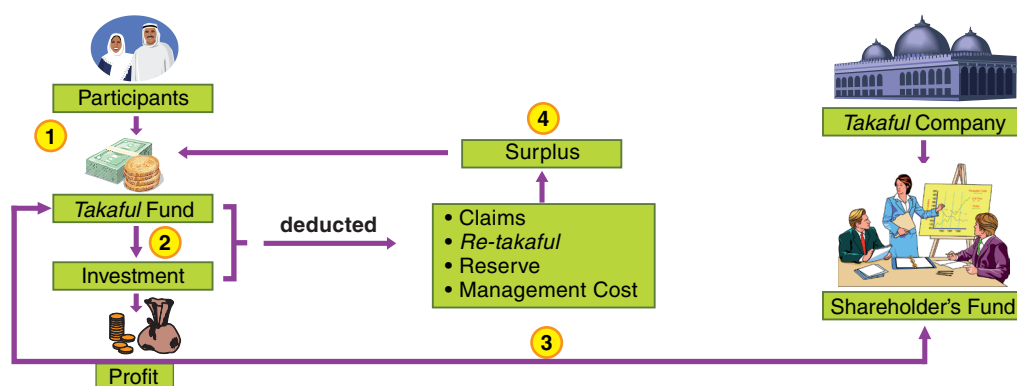 Participants
1
4
Surplus
Takaful Company
Takaful Fund
2
Investment
deducted
• Claims
• Re-takaful
• Reserve
• Management Cost
Shareholder's Fund
3
Profit